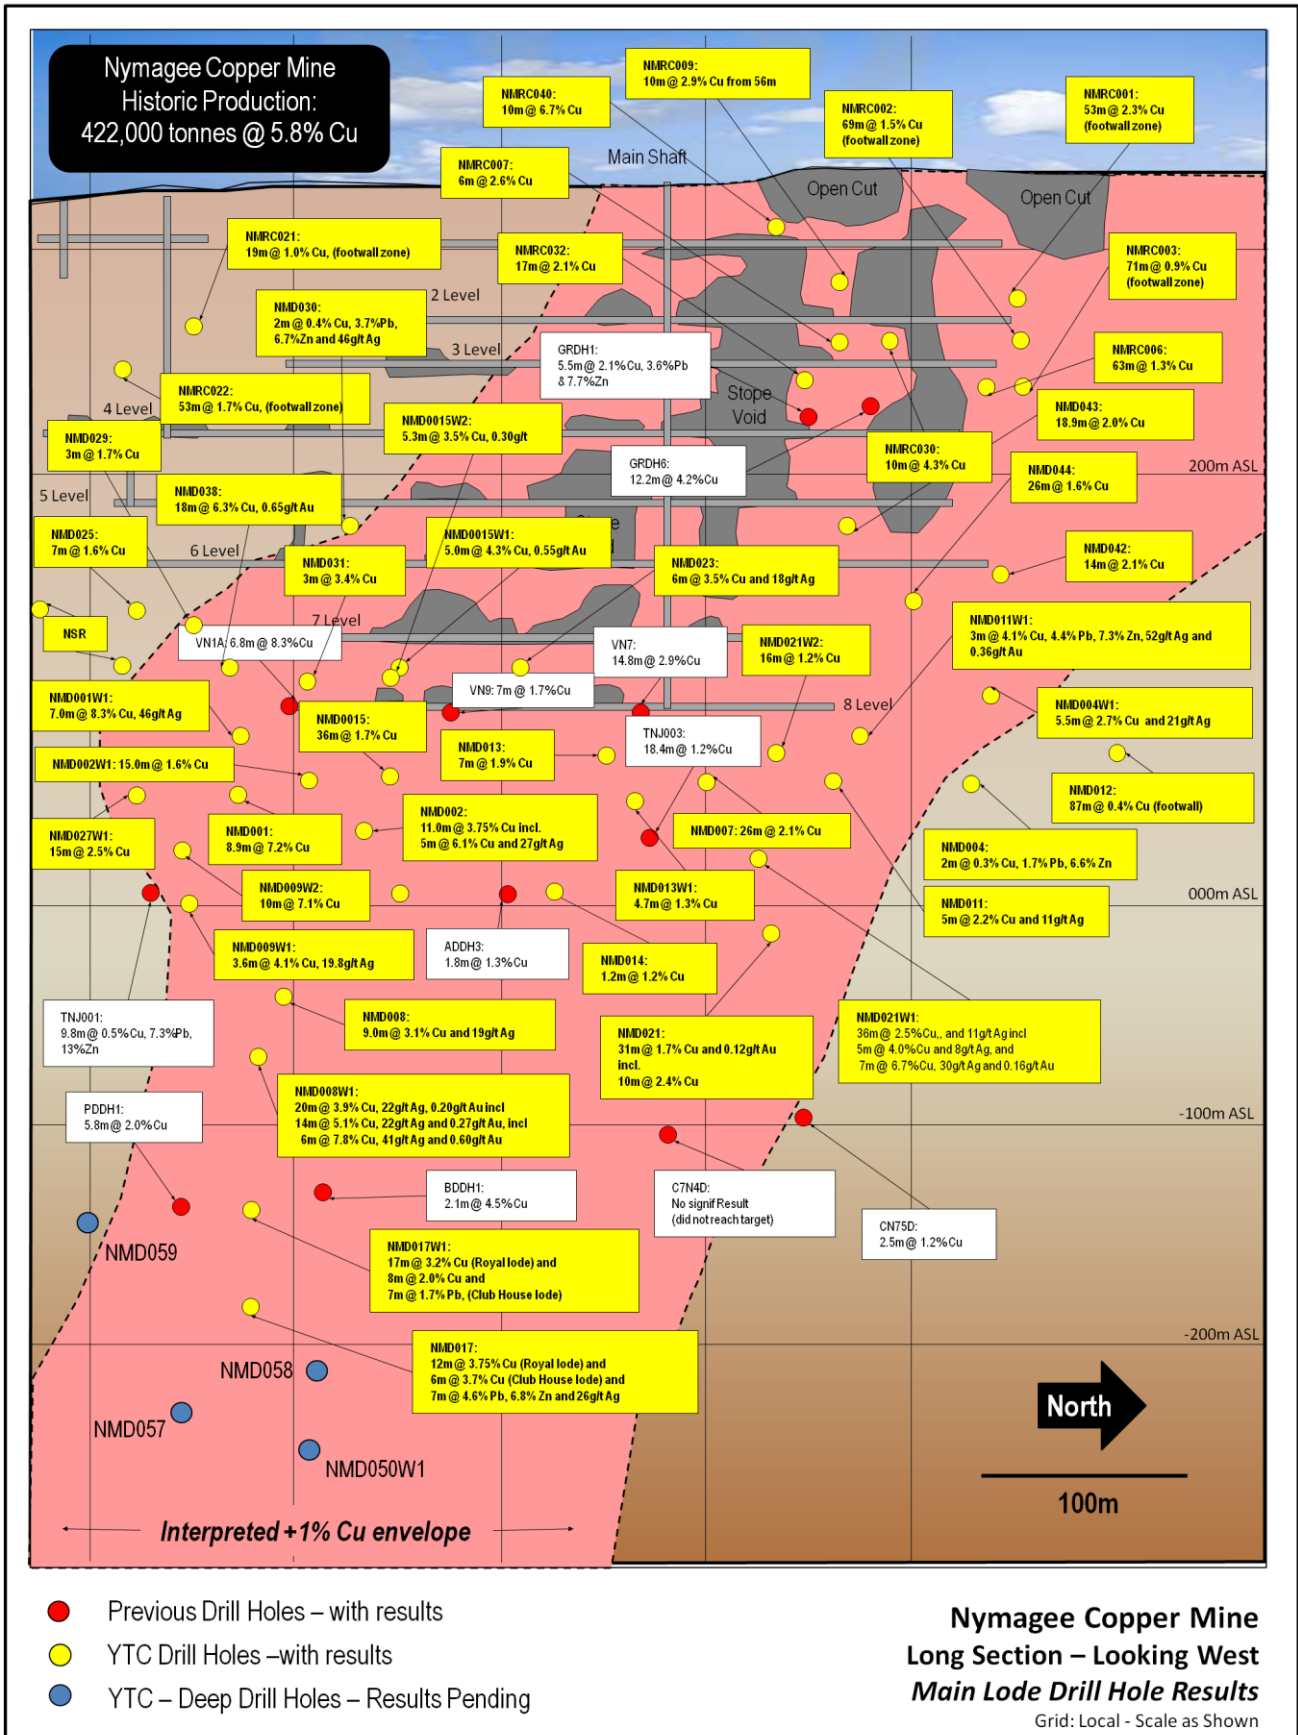 Nymagee Copper Mine
Historic Production:
422,000 tonnes @ 5.8% Cu
NMRC009:
10m @ 2.9% Cu from 56m
NMRC040:
10m @ 6.7% Cu
NMRC002:
69m @ 1.5% Cu
(footwall zone)
NMRC001:
53m @ 2.3% Cu
(footwall zone)
Main Shaft
NMRC007:
6m @ 2.6% Cu
Open Cut
Open Cut
NMRC021:
19m @ 1.0% Cu, (footwall zone)
NMRC032:
17m @ 2.1% Cu
NMRC003:
71m @ 0.9% Cu
(footwall zone)
2 Level
NMD030:
2m @ 0.4% Cu, 3.7%Pb,
6.7%Zn and 46g/t Ag
3 Level
GRDH1:
5.5m @ 2.1% Cu, 3.6%Pb
& 7.7%Zn
NMRC006:
63m @ 1.3% Cu
Stope
Void
NMRC022:
53m @ 1.7% Cu, (footwall zone)
4 Level
NMD0015W2:
5.3m @ 3.5% Cu, 0.30g/t
NMD043:
18.9m @ 2.0% Cu
NMD029:
3m @ 1.7% Cu
NMRC030:
10m @ 4.3% Cu
GRDH6:
12.2m @ 4.2%Cu
NMD044:
26m @ 1.6% Cu
200m ASL
5 Level
NMD038:
18m @ 6.3% Cu, 0.65g/t Au
NMD025:
7m @ 1.6% Cu
6 Level
NMD0015W1:
5.0m @ 4.3% Cu, 0.55g/t Au
NMD031:
3m @ 3.4% Cu
NMD023:
6m @ 3.5% Cu and 18g/t Ag
NMD042:
14m @ 2.1% Cu
NSR
7 Level
VN1A: 6.8m @ 8.3%Cu
VN7:
14.8m @ 2.9%Cu
NMD021W2:
16m @ 1.2% Cu
NMD011W1:
3m @ 4.1% Cu, 4.4% Pb, 7.3% Zn, 52g/t Ag and
0.36g/t Au
VN9: 7m @ 1.7%Cu
NMD001W1:
7.0m @ 8.3% Cu, 46g/t Ag
8 Level
NMD004W1:
5.5m @ 2.7% Cu and 21g/t Ag
NMD0015:
36m @ 1.7% Cu
TNJ003:
18.4m @ 1.2%Cu
NMD013:
7m @ 1.9% Cu
NMD002W1: 15.0m @ 1.6% Cu
NMD012:
87m @ 0.4% Cu (footwall)
NMD027W1:
15m @ 2.5% Cu
NMD001:
8.9m @ 7.2% Cu
NMD002:
11.0m @ 3.75% Cu incl.
5m @ 6.1% Cu and 27g/t Ag
NMD007: 26m @ 2.1% Cu
NMD004:
2m @ 0.3% Cu, 1.7% Pb, 6.6% Zn
NMD009W2:
10m @ 7.1% Cu
NMD013W1:
4.7m @ 1.3% Cu
NMD011:
5m @ 2.2% Cu and 11g/t Ag
000m ASL
NMD009W1:
3.6m @ 4.1% Cu, 19.8g/t Ag
ADDH3:
1.8m @ 1.3%Cu
NMD014:
1.2m @ 1.2% Cu
TNJ001:
9.8m @ 0.5%Cu, 7.3%Pb,
13%Zn
NMD008:
9.0m @ 3.1% Cu and 19g/t Ag
NMD021:
31m @ 1.7% Cu and 0.12g/t Au
incl.
10m @ 2.4% Cu
NMD021W1:
36m @ 2.5%Cu,, and 11g/t Ag incl
5m @ 4.0%Cu and 8g/t Ag, and
7m @ 6.7%Cu, 30g/t Ag and 0.16g/t Au
NMD008W1:
20m @ 3.9% Cu, 22g/t Ag, 0.20g/t Au incl
14m @ 5.1% Cu, 22g/t Ag and 0.27g/t Au, incl
6m @ 7.8% Cu, 41g/t Ag and 0.60g/t Au
PDDH1:
5.8m @ 2.0%Cu
-100m ASL
BDDH1:
2.1m @ 4.5%Cu
C7N4D:
No signif Result
(did not reach target)
CN75D:
2.5m @ 1.2%Cu
NMD059
NMD017W1:
17m @ 3.2% Cu (Royal lode) and
8m @ 2.0% Cu and
7m @ 1.7% Pb, (Club House lode)
-200m ASL
NMD017:
12m @ 3.75% Cu (Royal lode) and
6m @ 3.7% Cu (Club House lode) and
7m @ 4.6% Pb, 6.8% Zn and 26g/t Ag
NMD058
NMD057
NMD050W1
North
100m
Interpreted +1% Cu envelope
Previous Drill Holes – with results
YTC Drill Holes –with results
YTC – Deep Drill Holes – Results Pending
Nymagee Copper Mine
Long Section – Looking West
Main Lode Drill Hole Results
Grid: Local - Scale as Shown